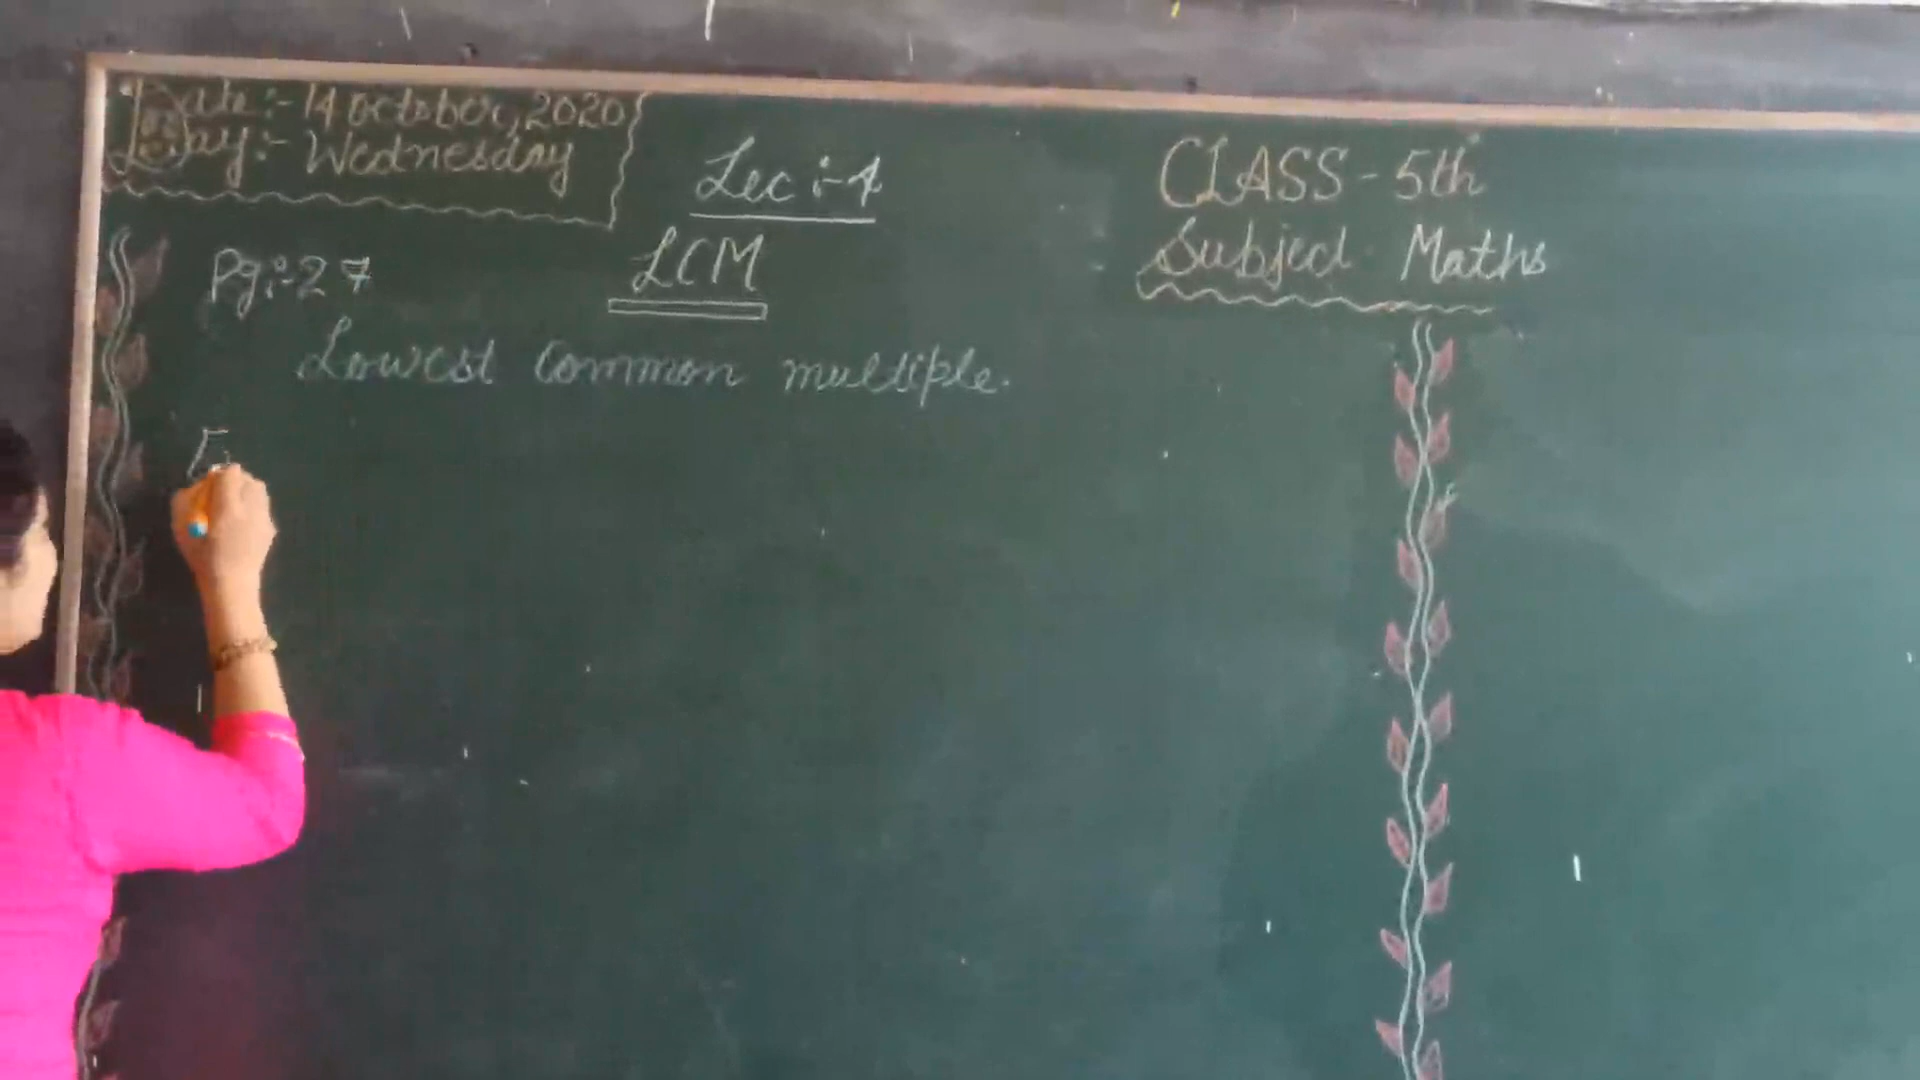 Date:- 14 October, 2020
Day:- Wednesday
Lec:-4
CLASS - 5th
Subject - Maths
Pg:-27
LCM
Lowest common multiple.